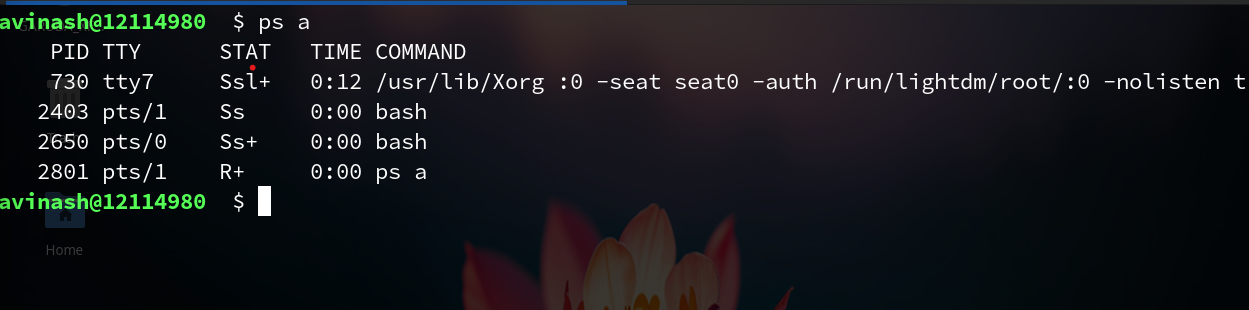 avinash@12114980 $ ps a
PID TTY STAT TIME COMMAND
730 tty7 Ssl+ 0:12 /usr/lib/Xorg :0 -seat seat0 -auth /run/lightdm/root/:0 -nolisten t
2403 pts/1 Ss 0:00 bash
2650 pts/0 Ss+ 0:00 bash
2801 pts/1 R+ 0:00 ps a
avinash@12114980 $
Home